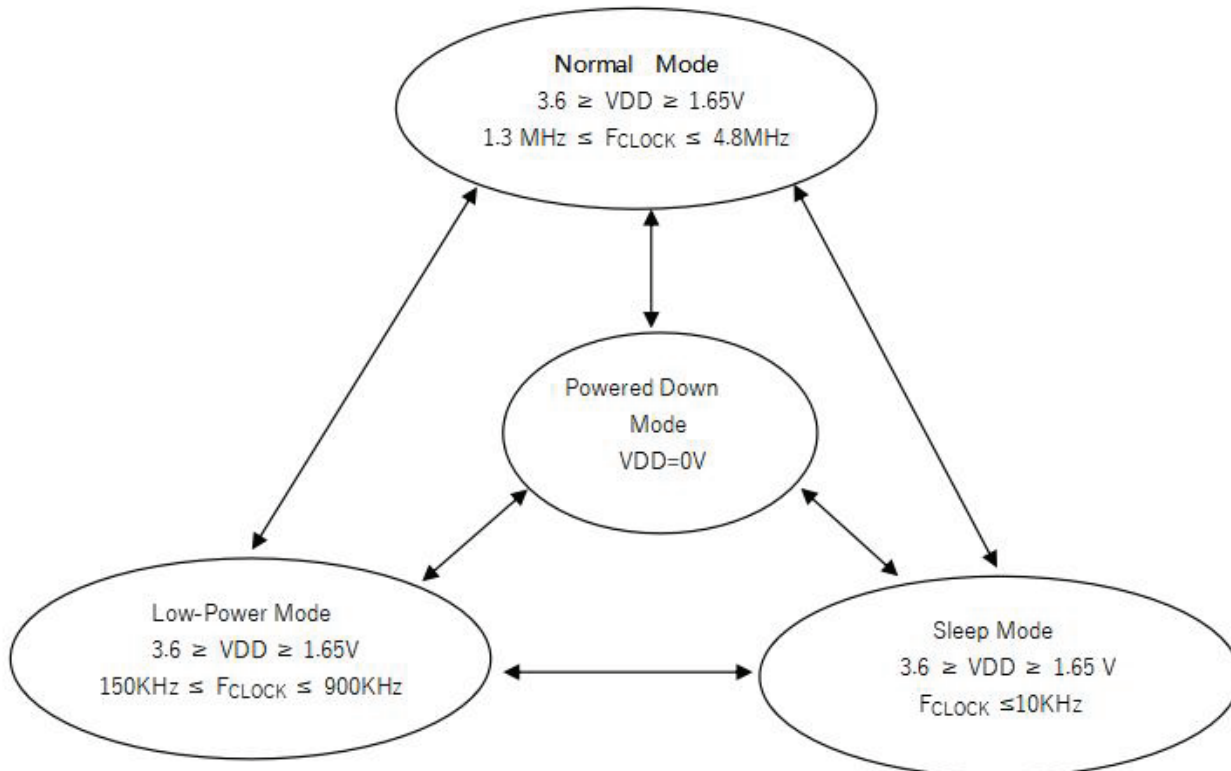 Normal Mode
3.6 ≥ VDD ≥ 1.65V
1.3 MHz ≤ FCLOCK ≤ 4.8MHz
Powered Down
Mode
VDD=0V
Low-Power Mode
3.6 ≥ VDD ≥ 1.65V
150KHz ≤ FCLOCK ≤ 900KHz
Sleep Mode
3.6 ≥ VDD ≥ 1.65 V
FCLOCK ≤10KHz